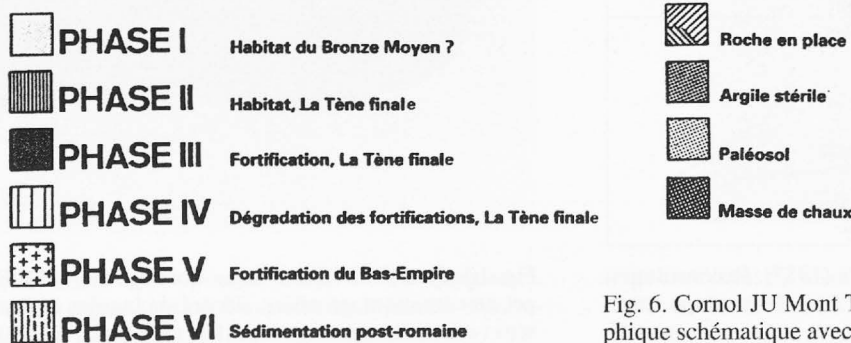 PHASE I Habitat du Bronze Moyen ?
PHASE II Habitat, La Tène finale
PHASE III Fortification, La Tène finale
PHASE IV Dégradation des fortifications, La Tène finale
PHASE V Fortification du Bas-Empire
PHASE VI Sédimentation post-romaine
Roche en place
Argile stérile
Paléosol
Masse de chaux
Fig. 6. Cornol JU Mont T
phique schématique avec